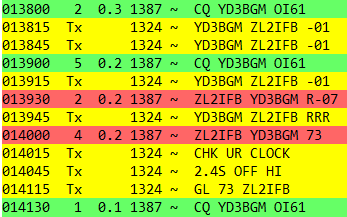 013800 2 0.3 1387 ~ CQ YD3BGM OI61
013815 Tx 1324 ~ YD3BGM ZL2IFB -01
013845 Tx 1324 ~ YD3BGM ZL2IFB -01
013900 5 0.2 1387 ~ CQ YD3BGM OI61
013915 Tx 1324 ~ YD3BGM ZL2IFB -01
013930 2 0.2 1387 ~ ZL2IFB YD3BGM R-07
013945 Tx 1324 ~ YD3BGM ZL2IFB RRR
014000 4 0.2 1387 ~ ZL2IFB YD3BGM 73
014015 Tx 1324 ~ CHK UR CLOCK
014045 Tx 1324 ~ 2.4S OFF HI
014115 Tx 1324 ~ GL 73 ZL2IFB
014130 1 0.1 1387 ~ CQ YD3BGM OI61